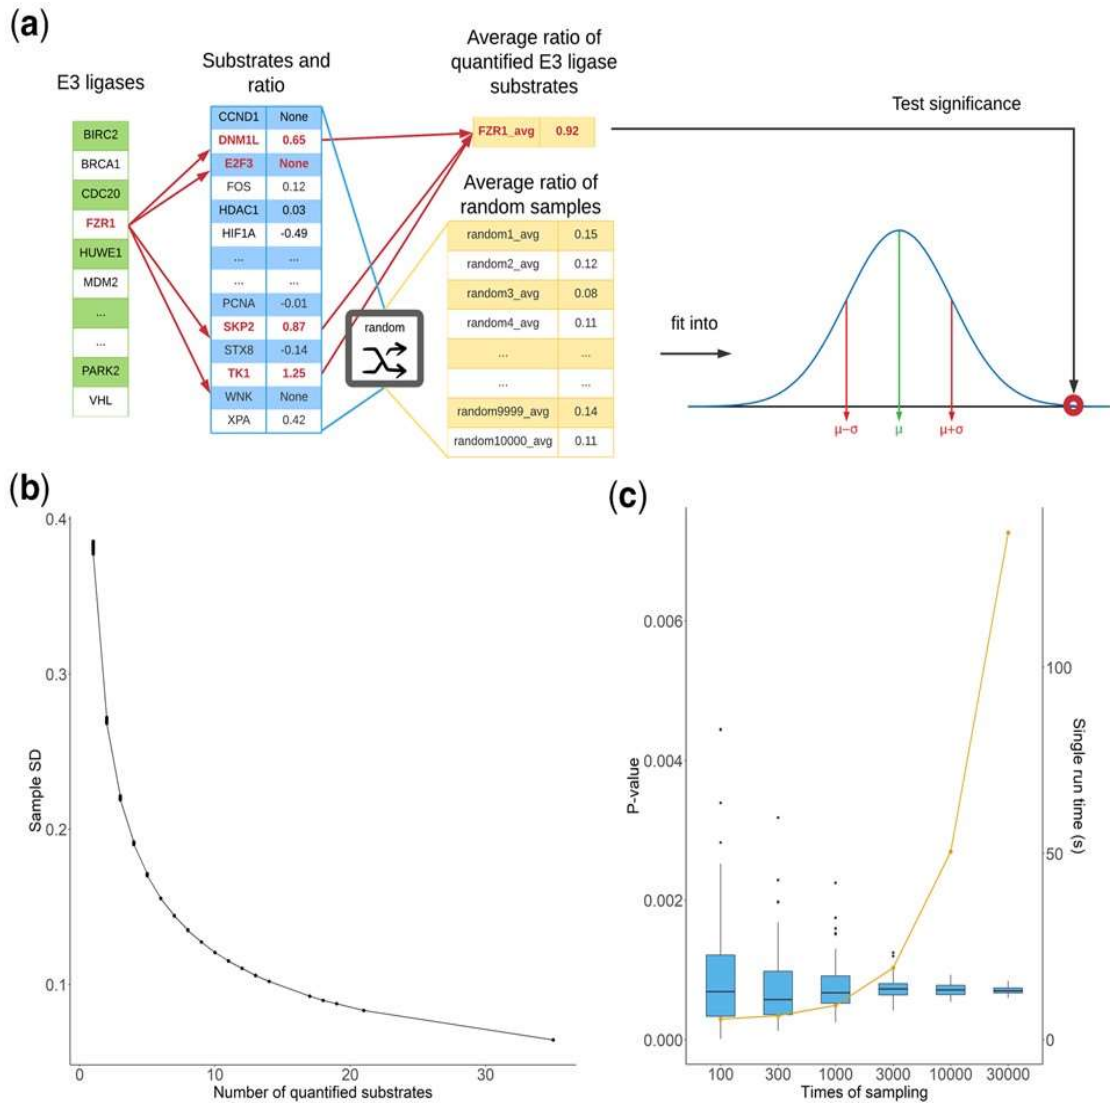 (a)
E3 ligases
BIRC2
BRCA1
CDC20
FZR1
HUWE1
MDM2
...
...
PARK2
VHL
Substrates and
ratio
CCND1 None
DNM1L 0.65
E2F3 None
FOS 0.12
HDAC1 0.03
HIF1A -0.49
... ...
... ...
PCNA -0.01
SKP2 0.87
STX8 -0.14
TK1 1.25
WNK None
XPA 0.42
random
Average ratio of
quantified E3 ligase
substrates
FZR1_avg 0.92
Average ratio of
random samples
random1_avg 0.15
random2_avg 0.12
random3_avg 0.08
random4_avg 0.11
... ...
... ...
random9999_avg 0.14
random10000_avg 0.11
fit into
Test significance
μ−σ μ μ+σ
(b)
Sample SD
0.4
0.3
0.2
0.1
0 10 20 30
Number of quantified substrates
(c)
P-value
0.006
0.004
0.002
0.000
100 300 1000 3000 10000 30000
Times of sampling
100
50
0
Single run time (s)